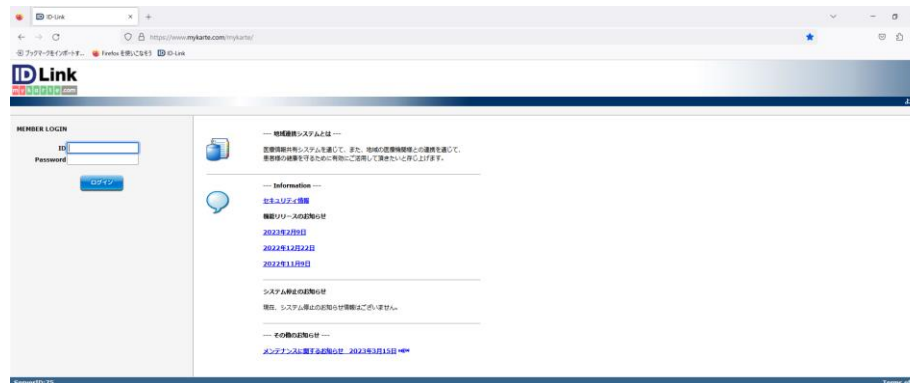 ID-Link
https://www.mykarte.com/mykarte/
ブックマークをインポートす... Firefox を使いこなそう ID-Link
ID Link
mykarte.com
MEMBER LOGIN
ID
Password
ログイン
--- 地域連携システムとは ---
医療情報共有システムを通じて、また、地域の医療機関様との連携を通じて、
患者様の健康を守るために有効にご活用して頂きたいと存じ上げます。
--- Information ---
セキュリティ情報
機能リリースのお知らせ
2023年2月9日
2022年12月22日
2022年11月9日
システム停止のお知らせ
現在、システム停止のお知らせ情報はございません。
--- その他のお知らせ ---
メンテナンスに関するお知らせ 2023年3月15日 NEW
ServerID:25
Terms of